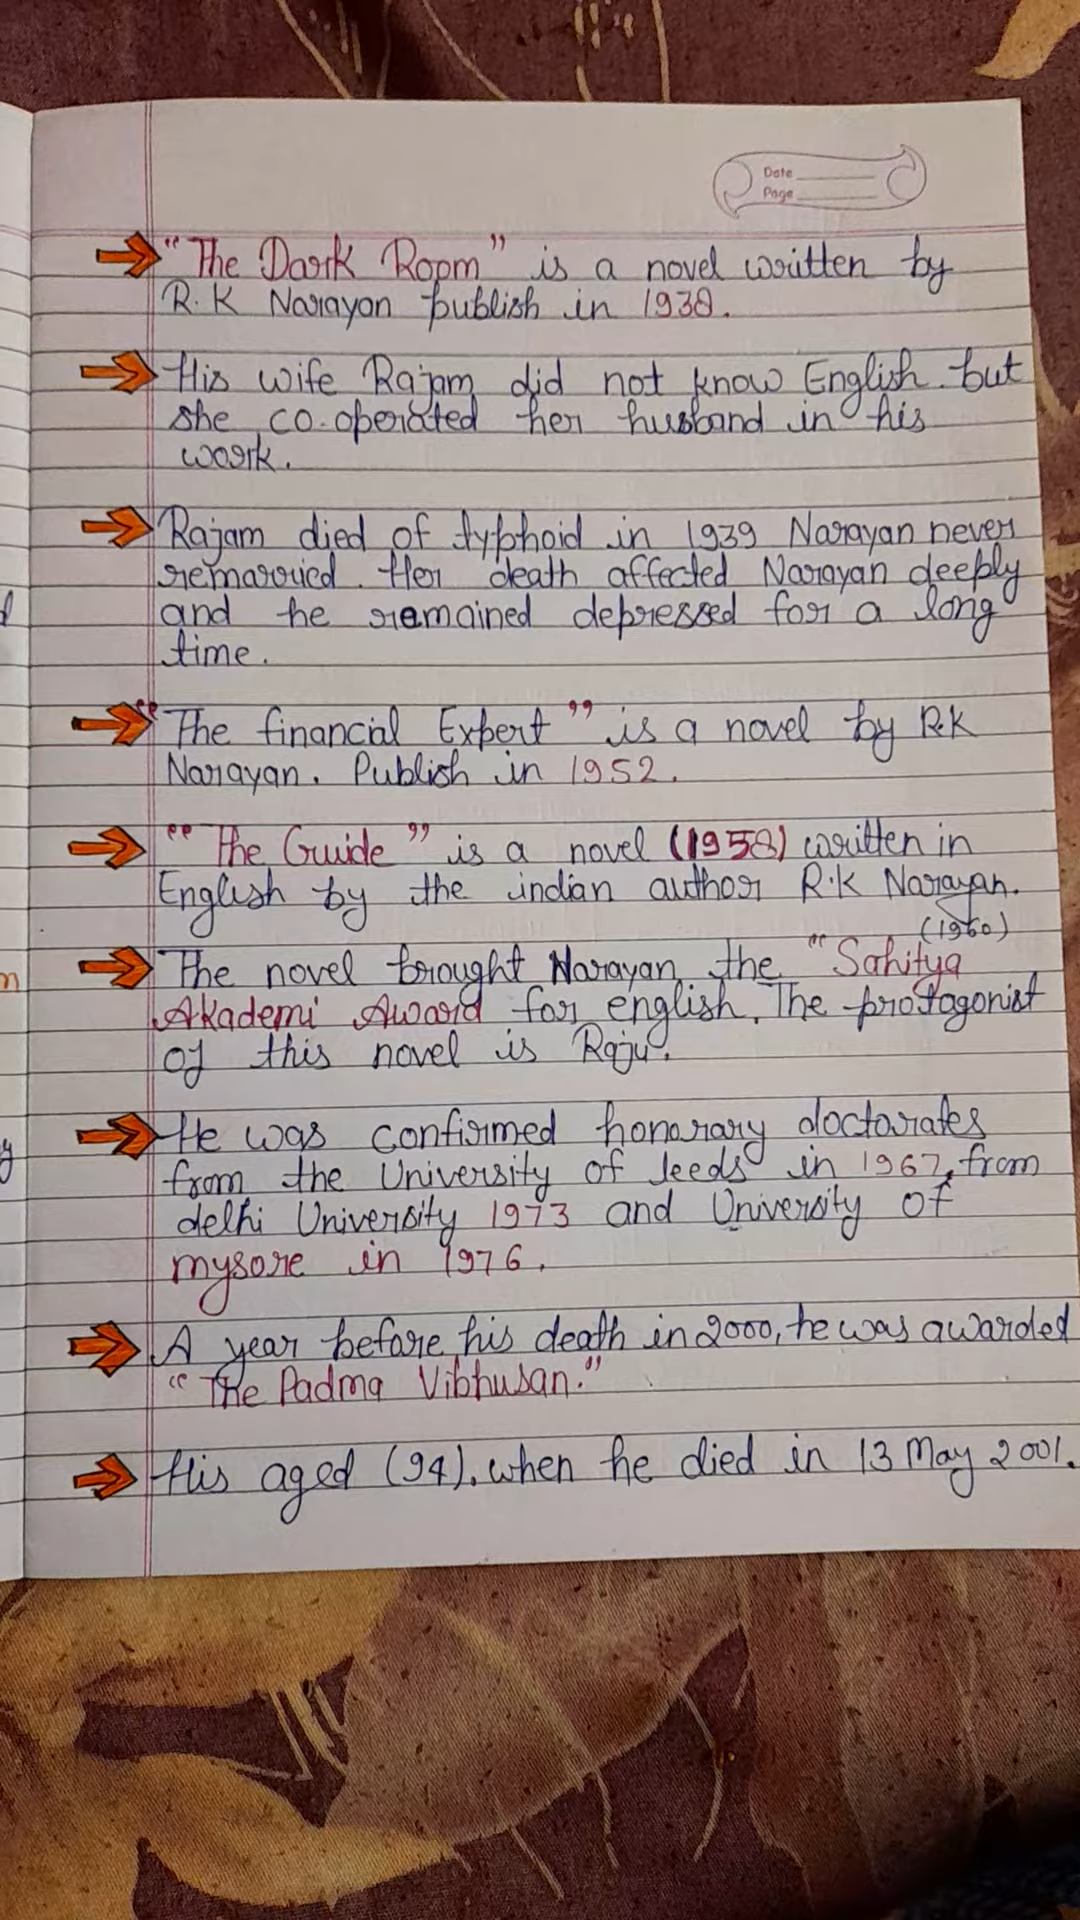 Date
Page
"The Dark Room" is a novel written by
R.K Narayan publish in 1938.
His wife Rajam did not know English. but
she co-operated her husband in his
work.
Rajam died of typhoid in 1939 Narayan never
remarried. Her death affected Narayan deeply
and he remained depressed for a long
time.
"The financial Expert" is a novel by R.K
Narayan. Publish in 1952.
"The Guide" is a novel (1958) written in
English by the indian author R.K Narayan.
(1960)
The novel brought Narayan the "Sahitya
Akademi Award for english. The protagonist
of this novel is Raju.
He was confirmed honorary doctarates
from the University of leeds in 1967, from
delhi University 1973 and University of
mysore in 1976.
A year before his death in 2000, he was awarded
"The Padma Vibhusan."
His aged (94). when he died in 13 May 2001.